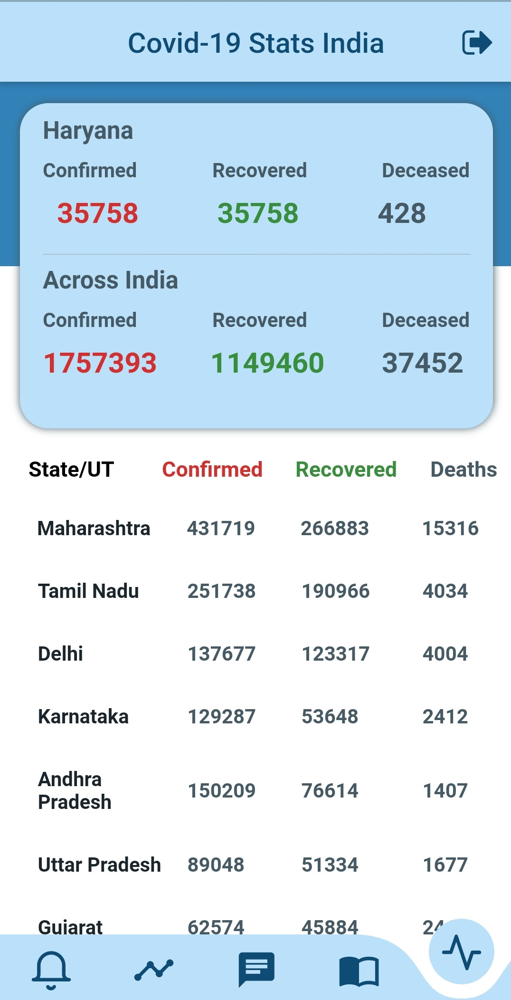 Covid-19 Stats India
Haryana
Confirmed Recovered Deceased
35758 35758 428
Across India
Confirmed Recovered Deceased
1757393 1149460 37452
State/UT Confirmed Recovered Deaths
Maharashtra 431719 266883 15316
Tamil Nadu 251738 190966 4034
Delhi 137677 123317 4004
Karnataka 129287 53648 2412
Andhra
Pradesh 150209 76614 1407
Uttar Pradesh 89048 51334 1677
Gujarat 62574 45884